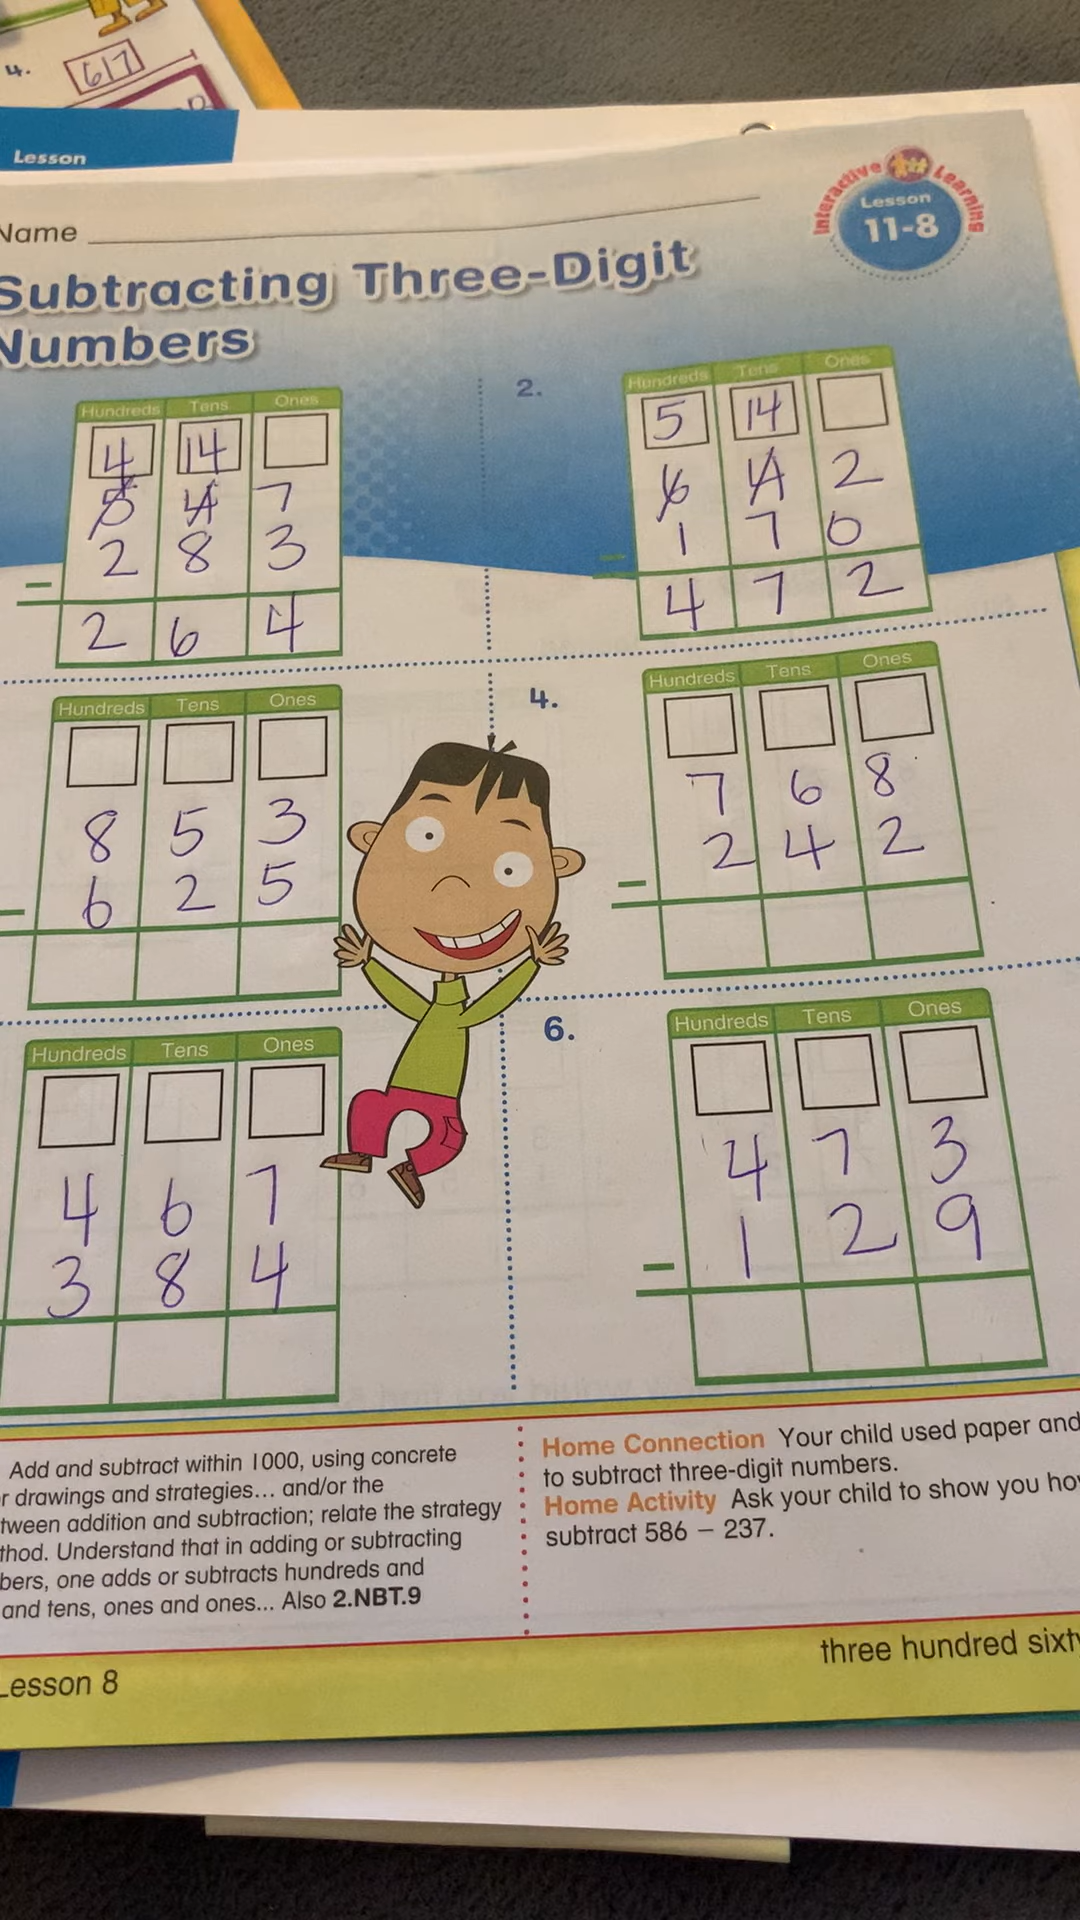 4. 617
Lesson
Name
Interactive Learning
Lesson
11-8
Subtracting Three-Digit
Numbers
Hundreds Tens Ones
4 14
5 4 7
- 2 8 3
2 6 4
2.
Hundreds Tens Ones
5 14
6 4 2
- 1 7 0
4 7 2
Hundreds Tens Ones
8 5 3
- 6 2 5
4.
Hundreds Tens Ones
7 6 8
- 2 4 2
Hundreds Tens Ones
4 6 7
3 8 4
6.
Hundreds Tens Ones
4 7 3
- 1 2 9
Add and subtract within 1000, using concrete
r drawings and strategies... and/or the
tween addition and subtraction; relate the strategy
thod. Understand that in adding or subtracting
bers, one adds or subtracts hundreds and
and tens, ones and ones... Also 2.NBT.9
Home Connection Your child used paper and
to subtract three-digit numbers.
Home Activity Ask your child to show you ho
subtract 586 – 237.
Lesson 8
three hundred sixty